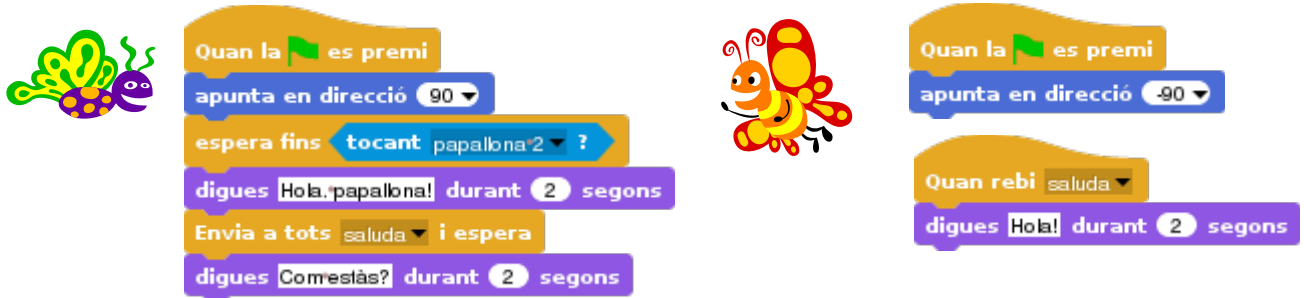 Quan la es premi
apunta en direcció 90
espera fins tocant papallona 2 ?
digues Hola, papallona! durant 2 segons
Envia a tots saluda i espera
digues Com estàs? durant 2 segons
Quan la es premi
apunta en direcció -90
Quan rebi saluda
digues Hola! durant 2 segons